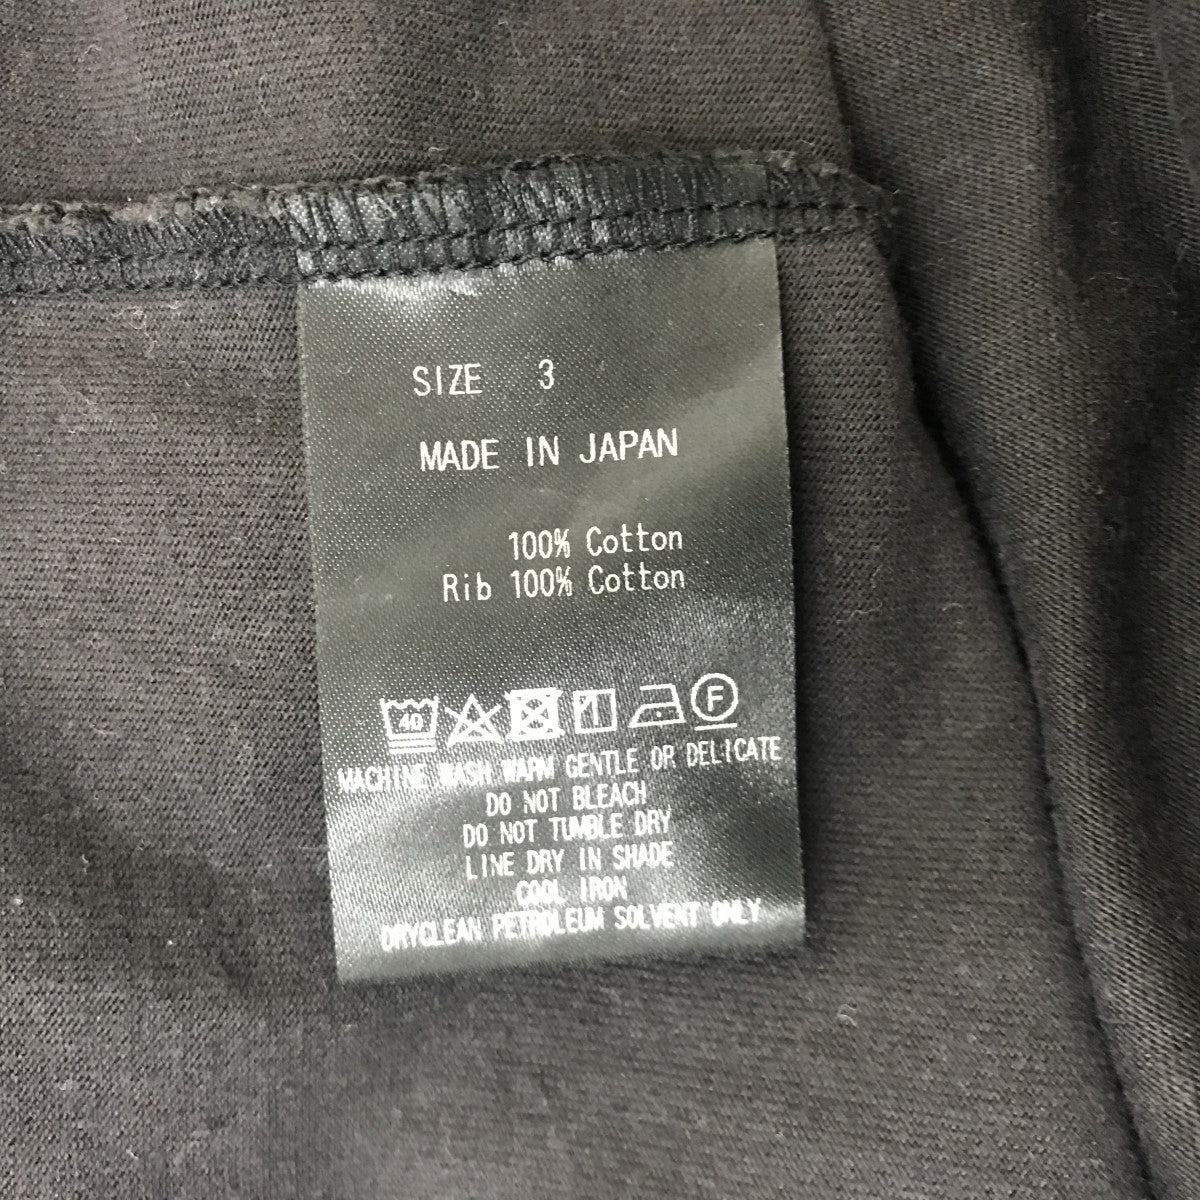 SIZE 3
MADE IN JAPAN
100% Cotton
Rib 100% Cotton
40 F
MACHINE WASH WARM GENTLE OR DELICATE
DO NOT BLEACH
DO NOT TUMBLE DRY
LINE DRY IN SHADE
COOL IRON
DRYCLEAN PETROLEUM SOLVENT ONLY